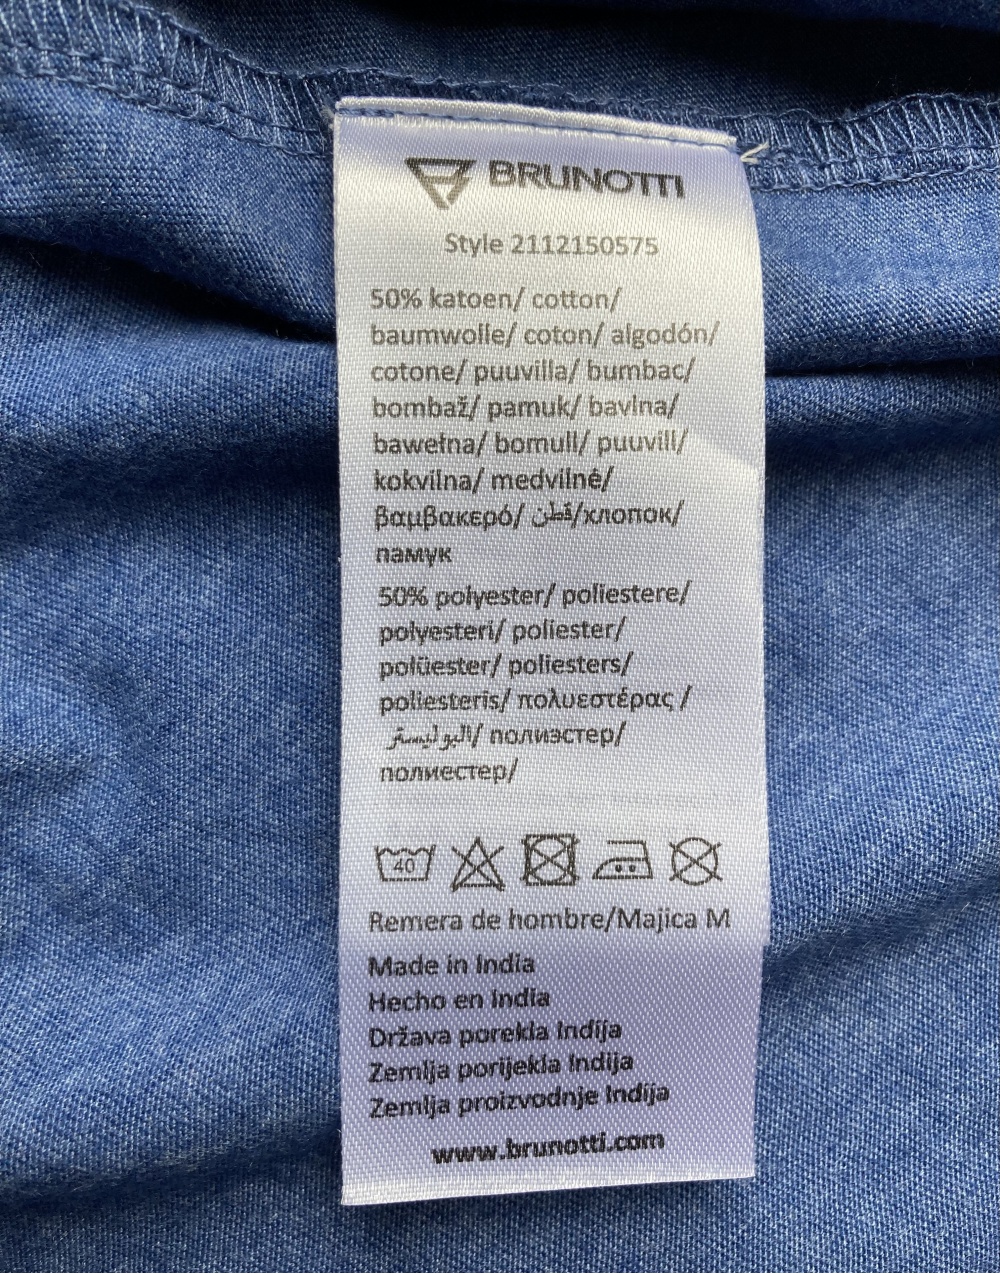 BRUNOTTI
Style 2112150575
50% katoen/ cotton/
baumwolle/ coton/ algodón/
cotone/ puuvilla/ bumbac/
bombaž/ pamuk/ bavlna/
bawełna/ bomull/ puuvill/
kokvilna/ medvilnė/
βαμβακερό/ قطن/хлопок/
памук
50% polyester/ poliestere/
polyesteri/ poliester/
polüester/ poliesters/
poliesteris/ πολυεστέρας /
البوليستر/ полиэстер/
полиестер/
40
Remera de hombre/Majica M
Made in India
Hecho en India
Država porekla Indija
Zemlja porijekla Indija
Zemlja proizvodnje Indija
www.brunotti.com